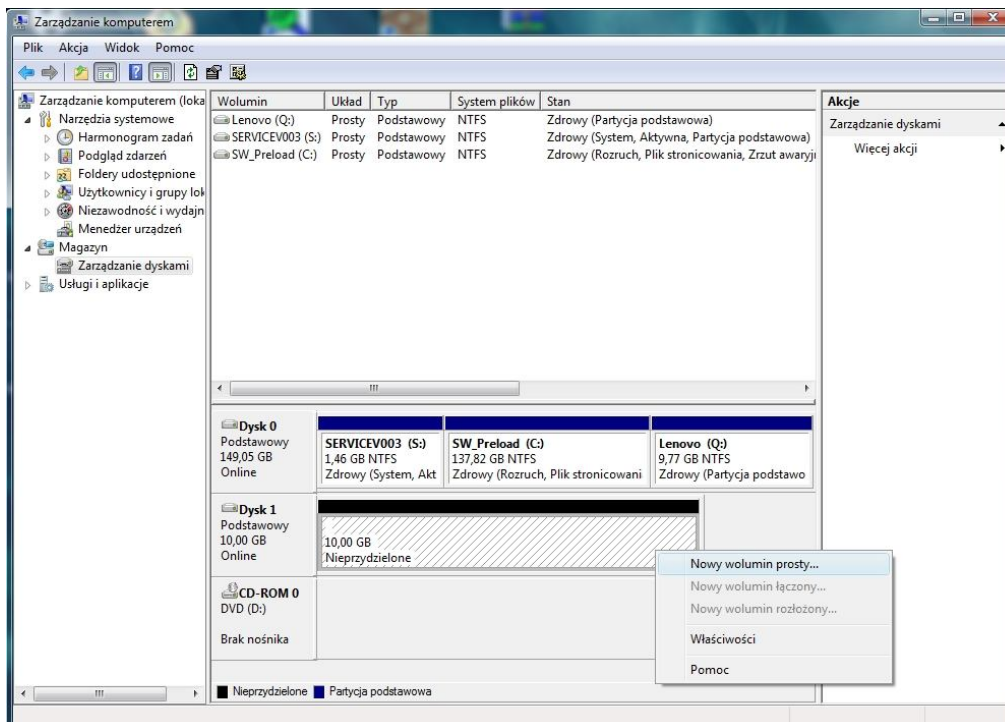 Zarządzanie komputerem
Plik Akcja Widok Pomoc
Zarządzanie komputerem (loka
Narzędzia systemowe
Harmonogram zadań
Podgląd zdarzeń
Foldery udostępnione
Użytkownicy i grupy lok
Niezawodność i wydajn
Menedżer urządzeń
Magazyn
Zarządzanie dyskami
Usługi i aplikacje
Wolumin Układ Typ System plików Stan
Lenovo (Q:) Prosty Podstawowy NTFS Zdrowy (Partycja podstawowa)
SERVICEV003 (S:) Prosty Podstawowy NTFS Zdrowy (System, Aktywna, Partycja podstawowa)
SW_Preload (C:) Prosty Podstawowy NTFS Zdrowy (Rozruch, Plik stronicowania, Zrzut awaryj
Dysk 0
Podstawowy
149,05 GB
Online
SERVICEV003 (S:)
1,46 GB NTFS
Zdrowy (System, Akt
SW_Preload (C:)
137,82 GB NTFS
Zdrowy (Rozruch, Plik stronicowani
Lenovo (Q:)
9,77 GB NTFS
Zdrowy (Partycja podstawo
Dysk 1
Podstawowy
10,00 GB
Online
10,00 GB
Nieprzydzielone
CD-ROM 0
DVD (D:)
Brak nośnika
Nieprzydzielone Partycja podstawowa
Nowy wolumin prosty...
Nowy wolumin łączony...
Nowy wolumin rozłożony...
Właściwości
Pomoc
Akcje
Zarządzanie dyskami
Więcej akcji